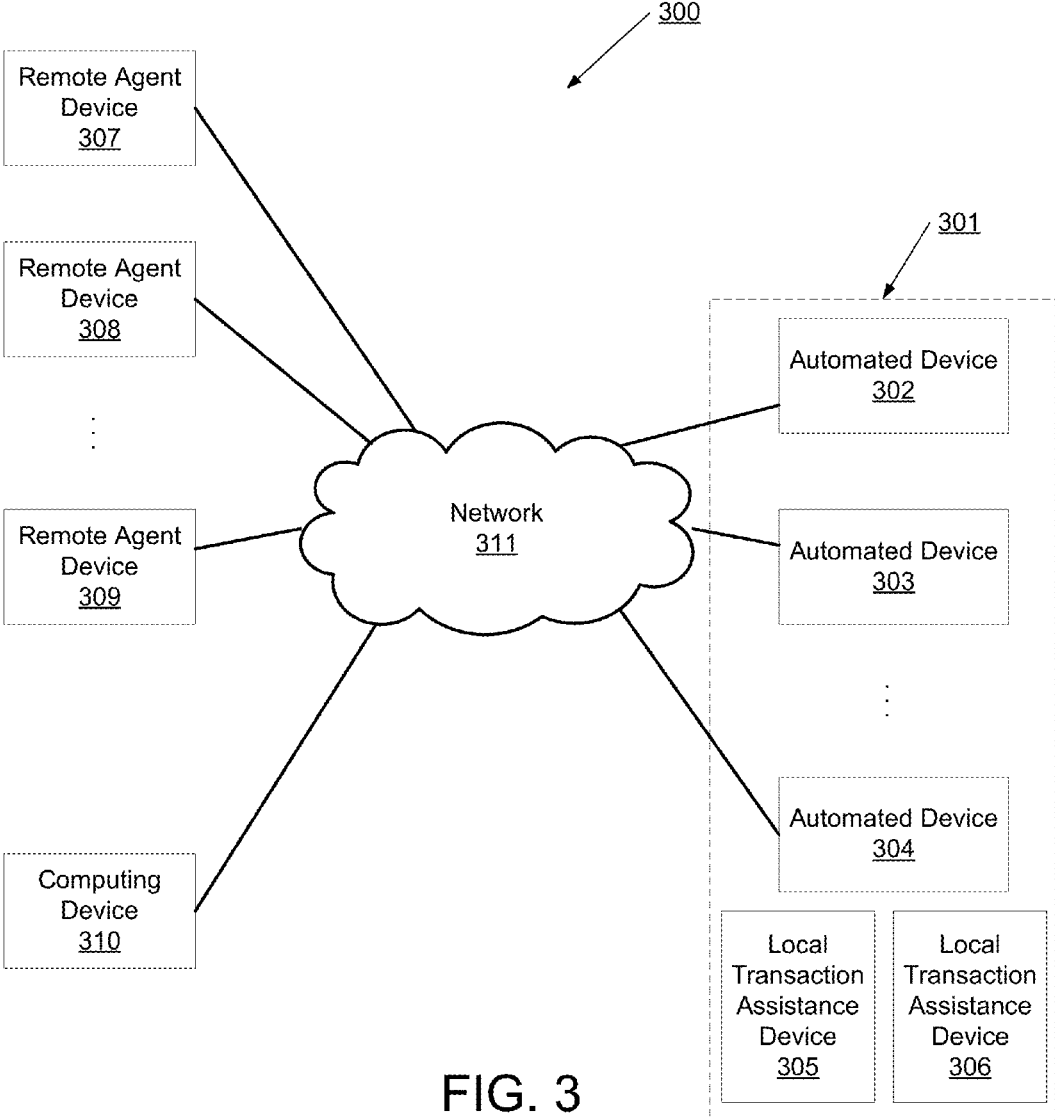 300
Remote Agent
Device
307
Remote Agent
Device
308
Remote Agent
Device
309
Computing
Device
310
Network
311
301
Automated Device
302
Automated Device
303
Automated Device
304
Local
Transaction
Assistance
Device
305
Local
Transaction
Assistance
Device
306
FIG. 3